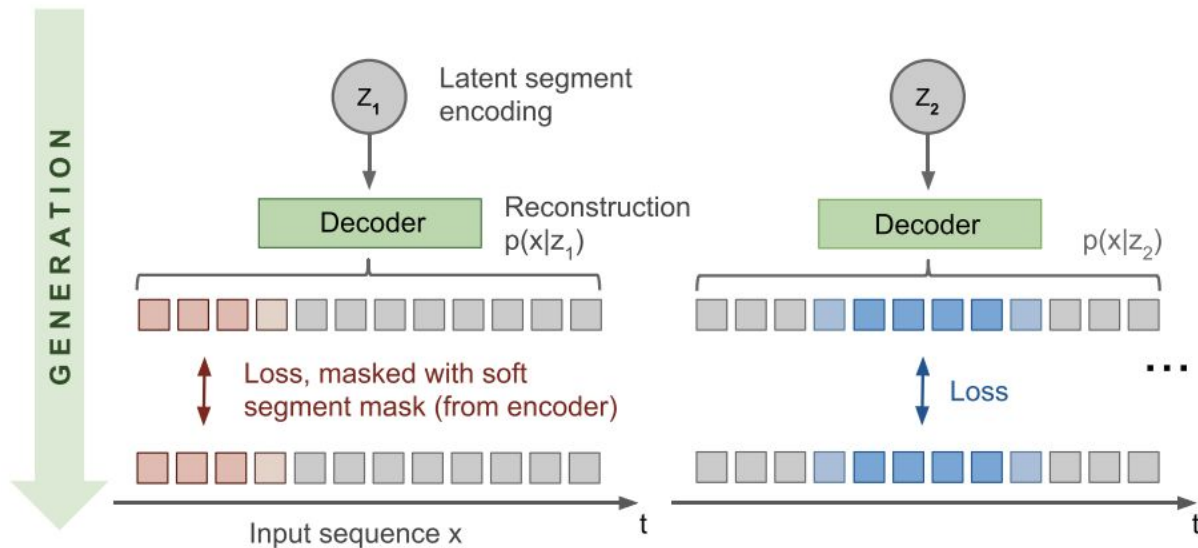 GENERATION
Z1
Latent segment
encoding
Decoder
Reconstruction
p(x|z1)
Loss, masked with soft
segment mask (from encoder)
Input sequence x
t
Z2
Decoder
p(x|z2)
Loss
...
t